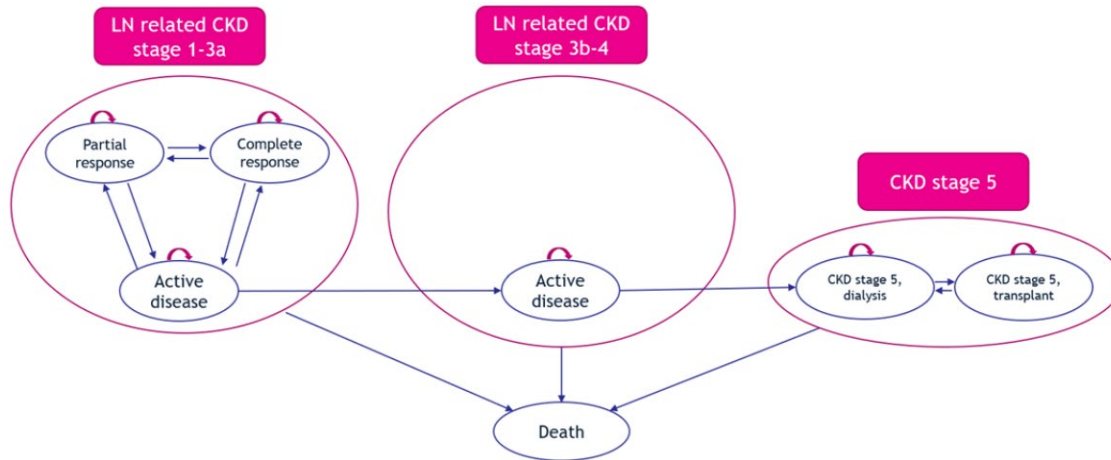 LN related CKD
stage 1-3a
LN related CKD
stage 3b-4
CKD stage 5
Partial
response
Complete
response
Active
disease
Active
disease
CKD stage 5,
dialysis
CKD stage 5,
transplant
Death